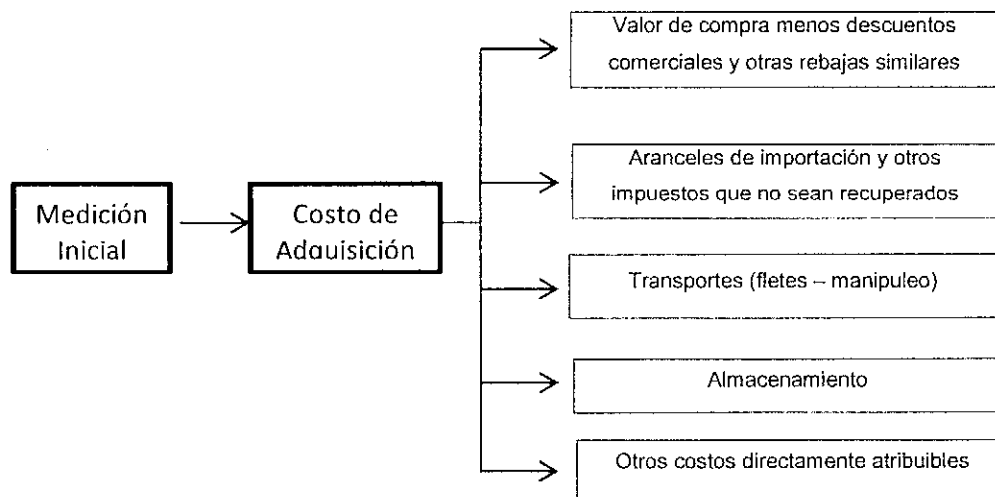 Medición
Inicial
Costo de
Adquisición
Valor de compra menos descuentos
comerciales y otras rebajas similares
Aranceles de importación y otros
impuestos que no sean recuperados
Transportes (fletes – manipuleo)
Almacenamiento
Otros costos directamente atribuibles